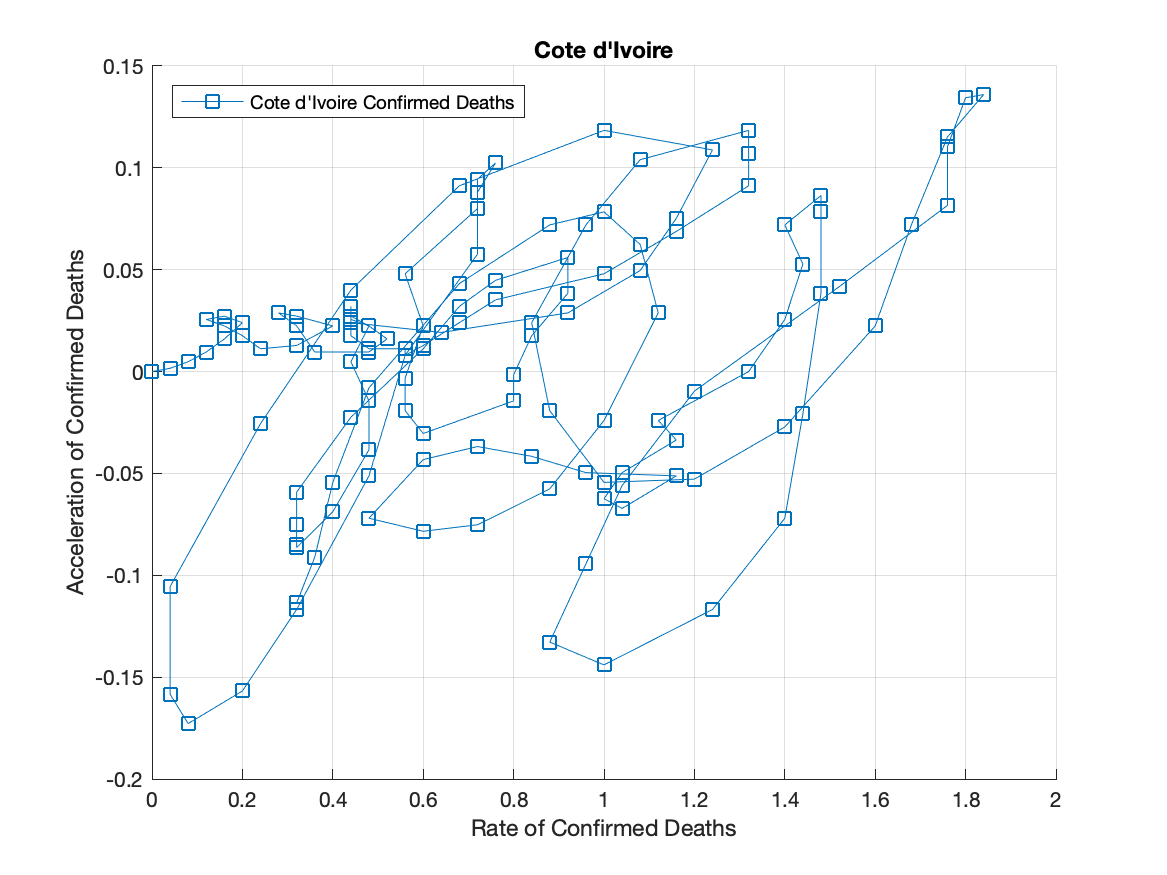 Cote d'Ivoire
Cote d'Ivoire Confirmed Deaths
Acceleration of Confirmed Deaths
0.15
0.1
0.05
0
-0.05
-0.1
-0.15
-0.2
0 0.2 0.4 0.6 0.8 1 1.2 1.4 1.6 1.8 2
Rate of Confirmed Deaths